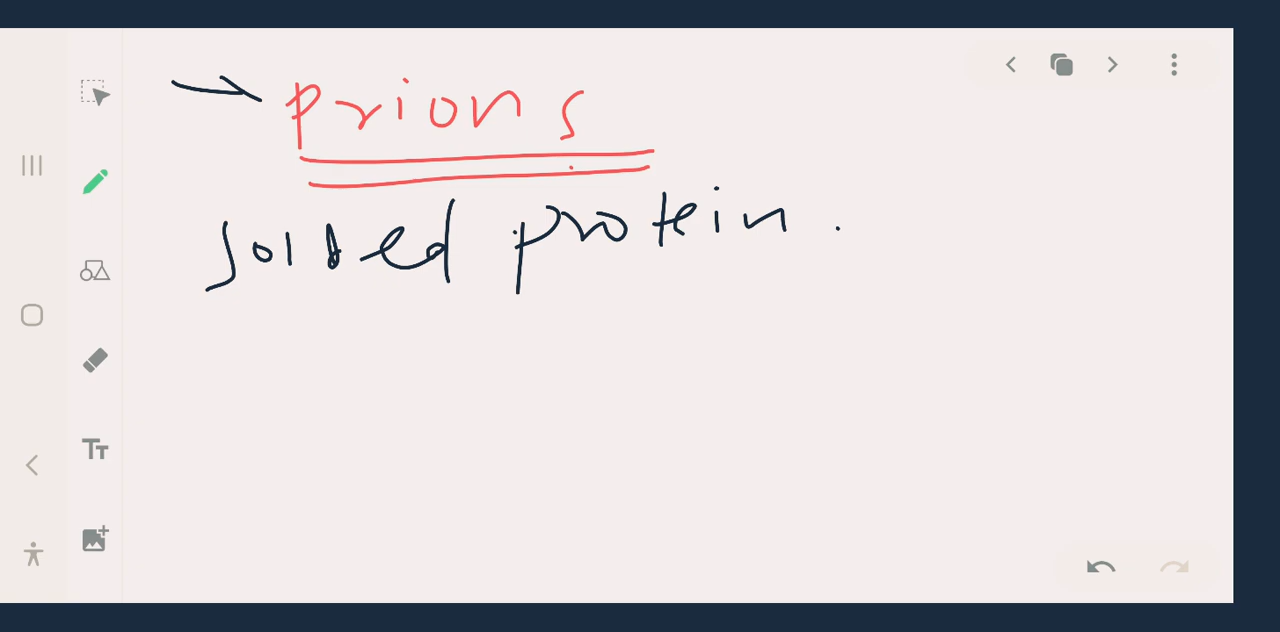 → Prions
folded protein.